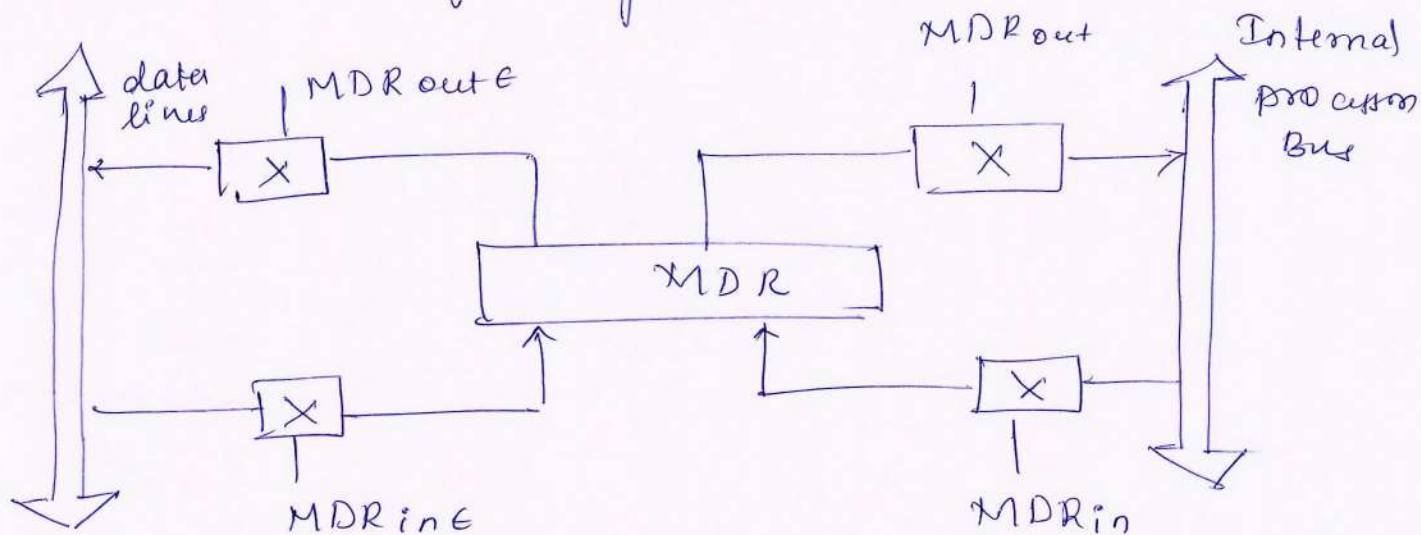 MDRout
Internal
processor
Bus
data
lines
MDRoutE
X
X
MDR
X
X
MDRinE
MDRin